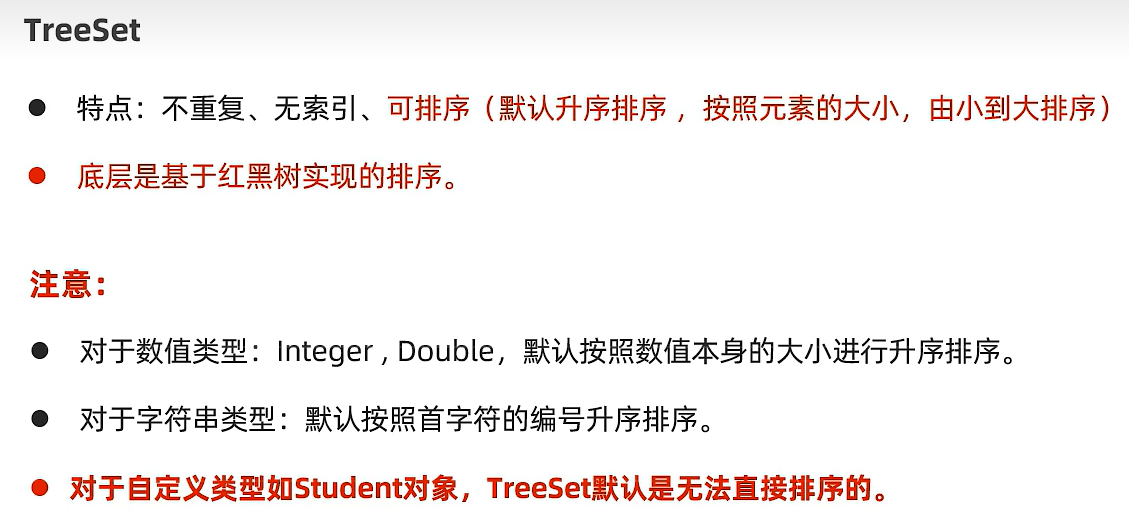 TreeSet
● 特点：不重复、无索引、可排序（默认升序排序 ，按照元素的大小，由小到大排序）
● 底层是基于红黑树实现的排序。
注意：
● 对于数值类型：Integer , Double，默认按照数值本身的大小进行升序排序。
● 对于字符串类型：默认按照首字符的编号升序排序。
● 对于自定义类型如Student对象，TreeSet默认是无法直接排序的。